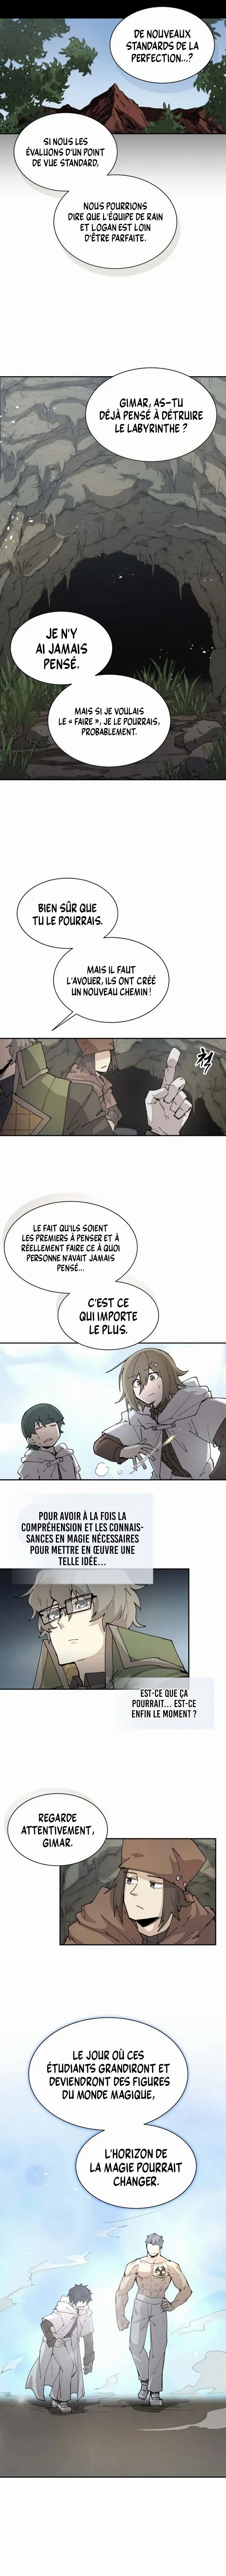 DE NOUVEAUX
STANDARDS DE LA
PERFECTION...?
SI NOUS LES
ÉVALUONS D'UN POINT
DE VUE STANDARD,
NOUS POURRIONS
DIRE QUE L'ÉQUIPE DE RAIN
ET LOGAN EST LOIN
D'ÊTRE PARFAITE.
GIMAR, AS-TU
DÉJÀ PENSÉ À DÉTRUIRE
LE LABYRINTHE ?
JE N'Y
AI JAMAIS
PENSÉ.
MAIS SI JE VOULAIS
LE « FAIRE », JE LE POURRAIS,
PROBABLEMENT.
BIEN SÛR QUE
TU LE POURRAIS.
MAIS IL FAUT
L'AVOUER, ILS ONT CRÉÉ
UN NOUVEAU CHEMIN !
척
LE FAIT QU'ILS SOIENT
LES PREMIERS À PENSER ET À
RÉELLEMENT FAIRE CE À QUOI
PERSONNE N'AVAIT JAMAIS
PENSÉ...
C'EST CE
QUI IMPORTE
LE PLUS.
POUR AVOIR À LA FOIS LA
COMPRÉHENSION ET LES CONNAIS-
SANCES EN MAGIE NÉCESSAIRES
POUR METTRE EN ŒUVRE UNE
TELLE IDÉE...
EST-CE QUE ÇA
POURRAIT... EST-CE
ENFIN LE MOMENT ?
REGARDE
ATTENTIVEMENT,
GIMAR.
LE JOUR OÙ CES
ÉTUDIANTS GRANDIRONT ET
DEVIENDRONT DES FIGURES
DU MONDE MAGIQUE,
L'HORIZON DE
LA MAGIE POURRAIT
CHANGER.